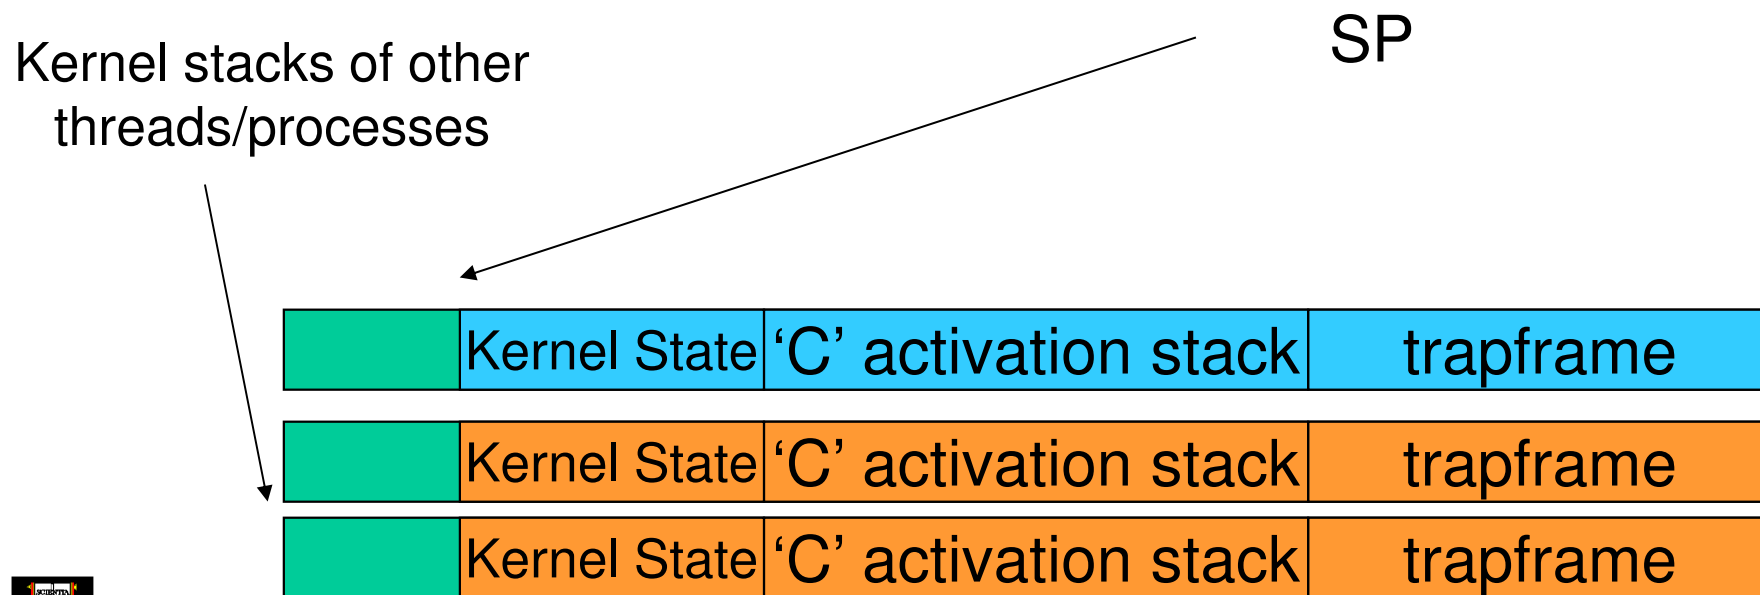 SP
Kernel stacks of other
threads/processes
Kernel State ‘C’ activation stack trapframe
Kernel State ‘C’ activation stack trapframe
Kernel State ‘C’ activation stack trapframe
SCIENTIA